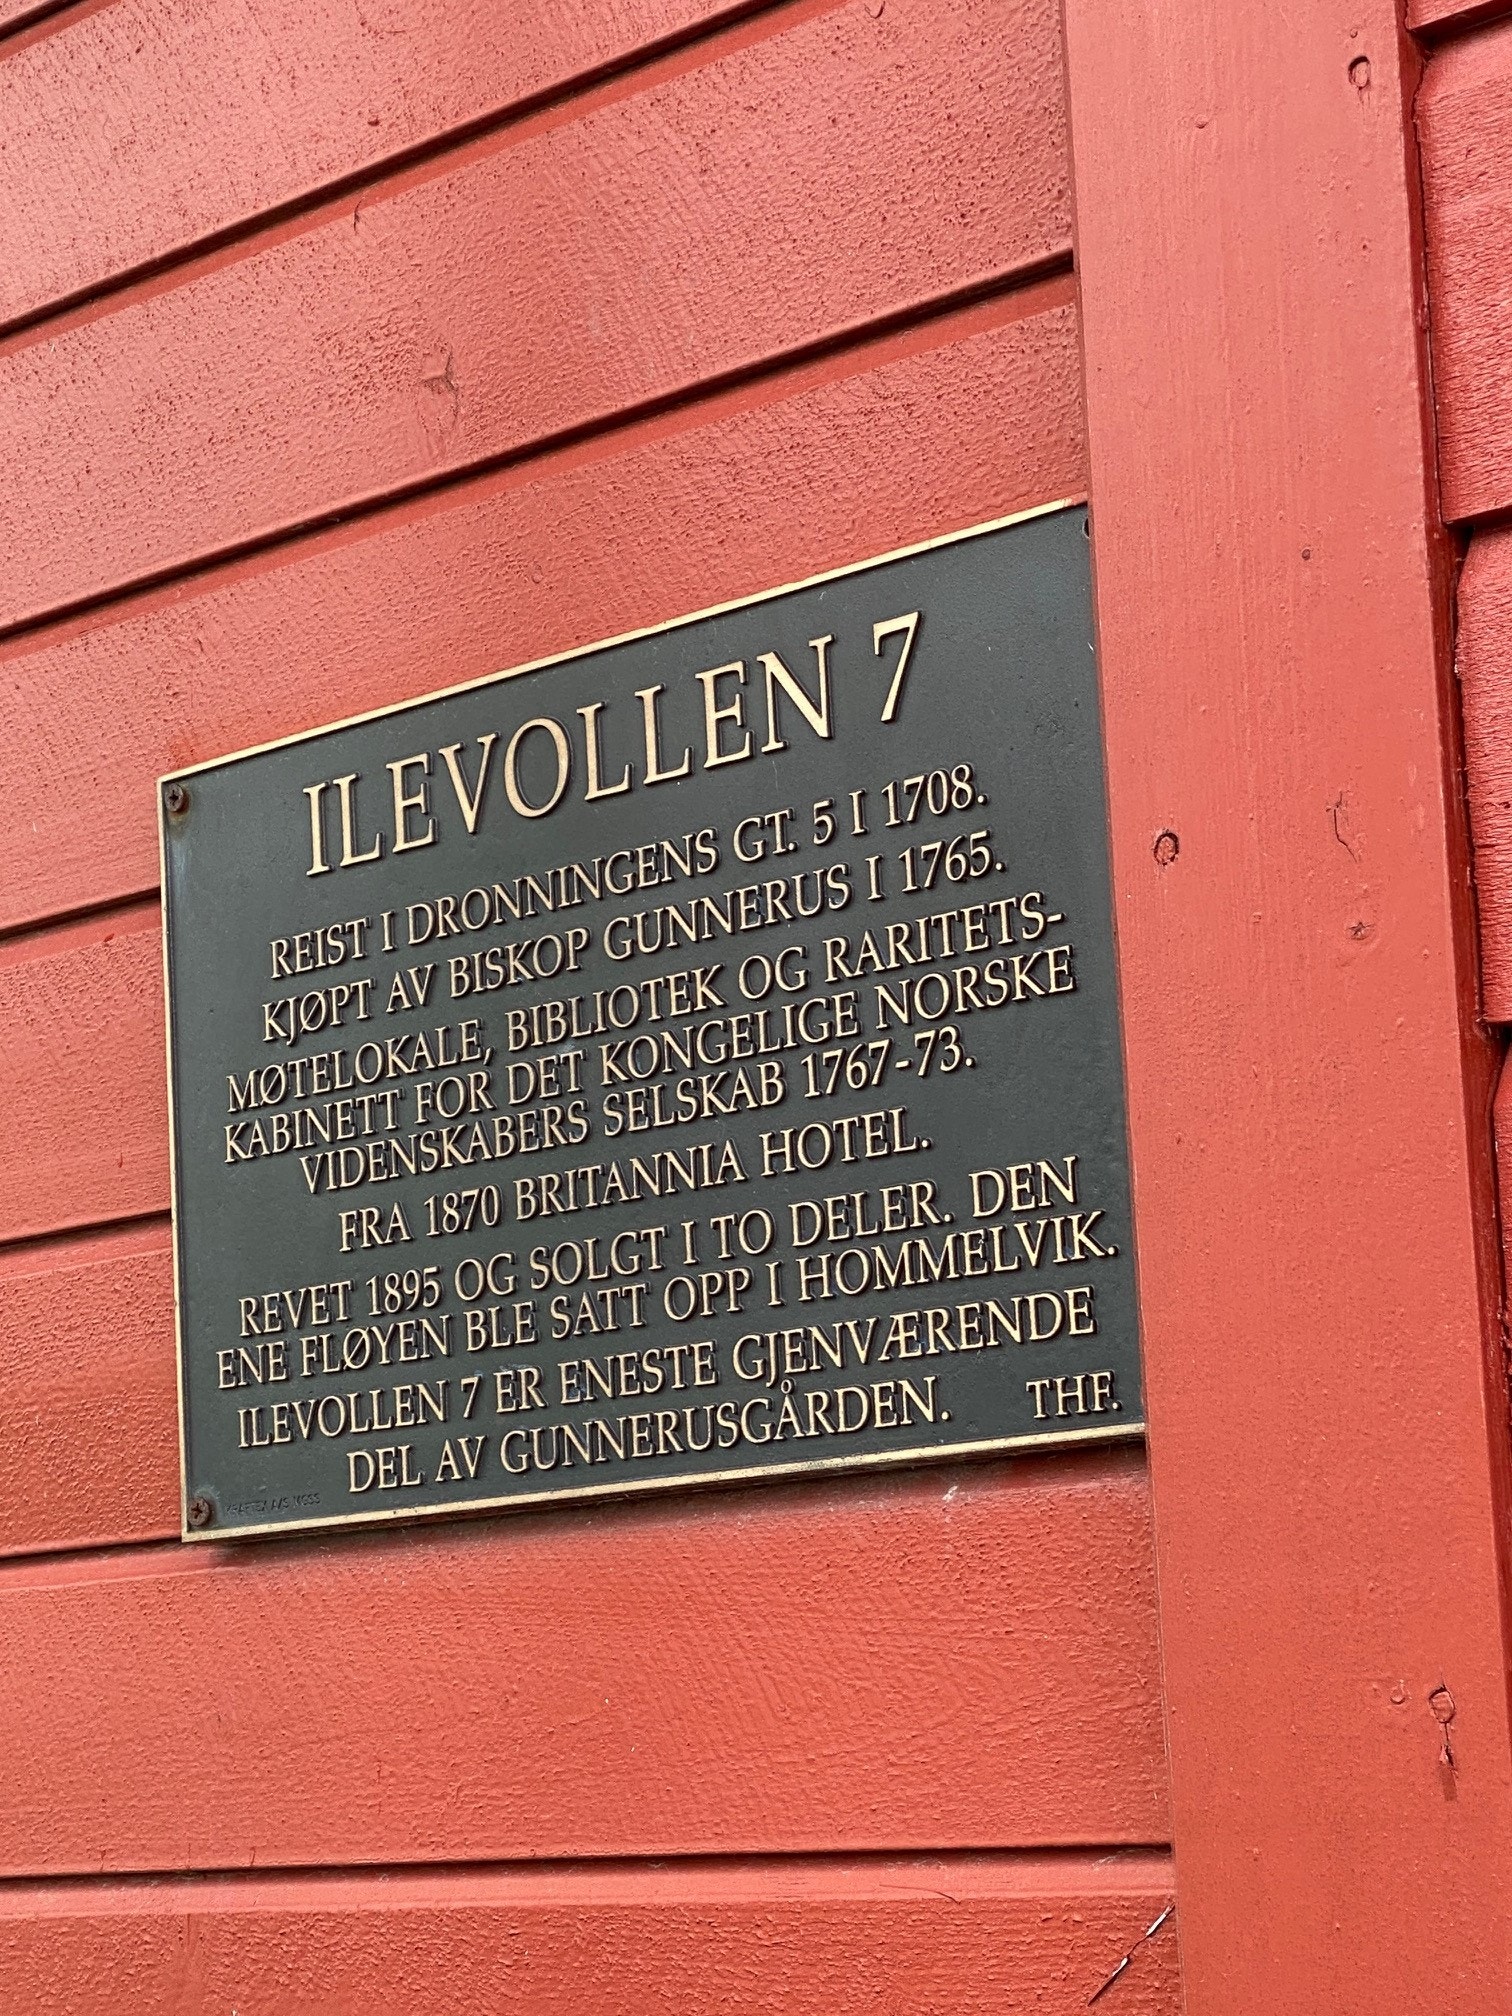 ILEVOLLEN 7
REIST I DRONNINGENS GT. 5 I 1708.
KJØPT AV BISKOP GUNNERUS I 1765.
MØTELOKALE, BIBLIOTEK OG RARITETS-
KABINETT FOR DET KONGELIGE NORSKE
VIDENSKABERS SELSKAB 1767-73.
FRA 1870 BRITANNIA HOTEL.
REVET 1895 OG SOLGT I TO DELER. DEN
ENE FLØYEN BLE SATT OPP I HOMMELVIK.
ILEVOLLEN 7 ER ENESTE GJENVÆRENDE
DEL AV GUNNERUSGÅRDEN. THF.
MOSS